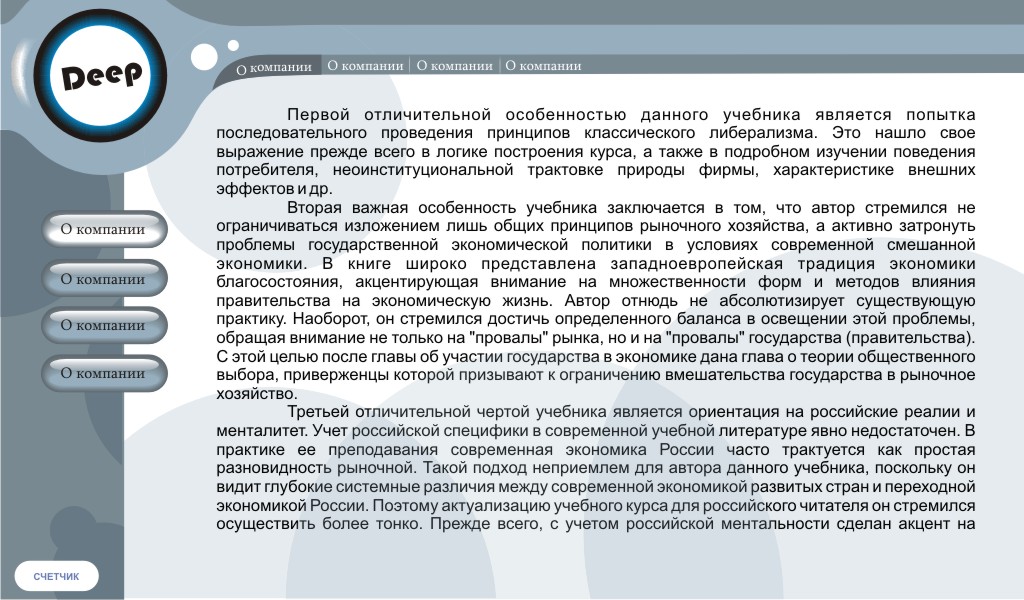 Deep
О компании
О компании
О компании
О компании
Первой отличительной особенностью данного учебника является попытка
последовательного проведения принципов классического либерализма. Это нашло свое
выражение прежде всего в логике построения курса, а также в подробном изучении поведения
потребителя, неоинституциональной трактовке природы фирмы, характеристике внешних
эффектов и др.
Вторая важная особенность учебника заключается в том, что автор стремился не
ограничиваться изложением лишь общих принципов рыночного хозяйства, а активно затронуть
проблемы государственной экономической политики в условиях современной смешанной
экономики. В книге широко представлена западноевропейская традиция экономики
благосостояния, акцентирующая внимание на множественности форм и методов влияния
правительства на экономическую жизнь. Автор отнюдь не абсолютизирует существующую
практику. Наоборот, он стремился достичь определенного баланса в освещении этой проблемы,
обращая внимание не только на "провалы" рынка, но и на "провалы" государства (правительства).
С этой целью после главы об участии государства в экономике дана глава о теории общественного
выбора, приверженцы которой призывают к ограничению вмешательства государства в рыночное
хозяйство.
Третьей отличительной чертой учебника является ориентация на российские реалии и
менталитет. Учет российской специфики в современной учебной литературе явно недостаточен. В
практике ее преподавания современная экономика России часто трактуется как простая
разновидность рыночной. Такой подход неприемлем для автора данного учебника, поскольку он
видит глубокие системные различия между современной экономикой развитых стран и переходной
экономикой России. Поэтому актуализацию учебного курса для российского читателя он стремился
осуществить более тонко. Прежде всего, с учетом российской ментальности сделан акцент на
О компании
О компании
О компании
О компании
СЧЕТЧИК